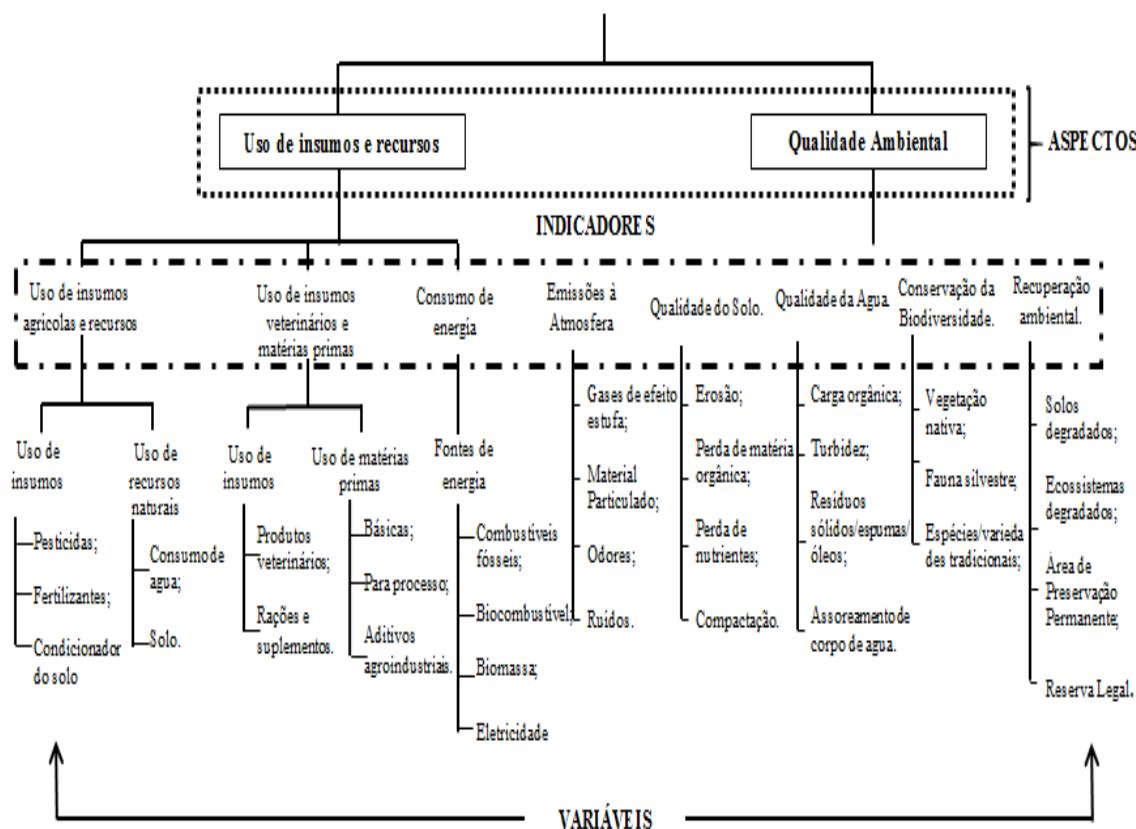 Uso de insumos e recursos
Qualidade Ambiental
ASPECTOS
INDICADORES
Uso de insumos
agrícolas e recursos
Uso de insumos
veterinários e
matérias primas
Consumo de
energia
Emissões à
Atmosfera
Qualidade do Solo.
Qualidade da Agua.
Conservação da
Biodiversidade.
Recuperação
ambiental.
Uso de
insumos
Pesticidas;
Fertilizantes;
Condicionador
do solo
Uso de
recursos
naturais
Consumo de
agua;
Solo.
Uso de
insumos
Produtos
veterinários;
Rações e
suplementos.
Uso de matérias
primas
Básicas;
Para processo;
Aditivos
agroindustriais.
Fontes de
energia
Combustíveis
fósseis;
Biocombustível;
Biomassa;
Eletricidade
Gases de efeito
estufa;
Material
Particulado;
Odores;
Ruídos.
Erosão;
Perda de matéria
orgânica;
Perda de
nutrientes;
Compactação.
Carga orgânica;
Turbidez;
Resíduos
sólidos/espumas/
óleos;
Assoreamento de
corpo de agua.
Vegetação
nativa;
Fauna silvestre;
Espécies/varieda
des tradicionais;
Solos
degradados;
Ecossistemas
degradados;
Área de
Preservação
Permanente;
Reserva Legal.
VARIÁVEIS